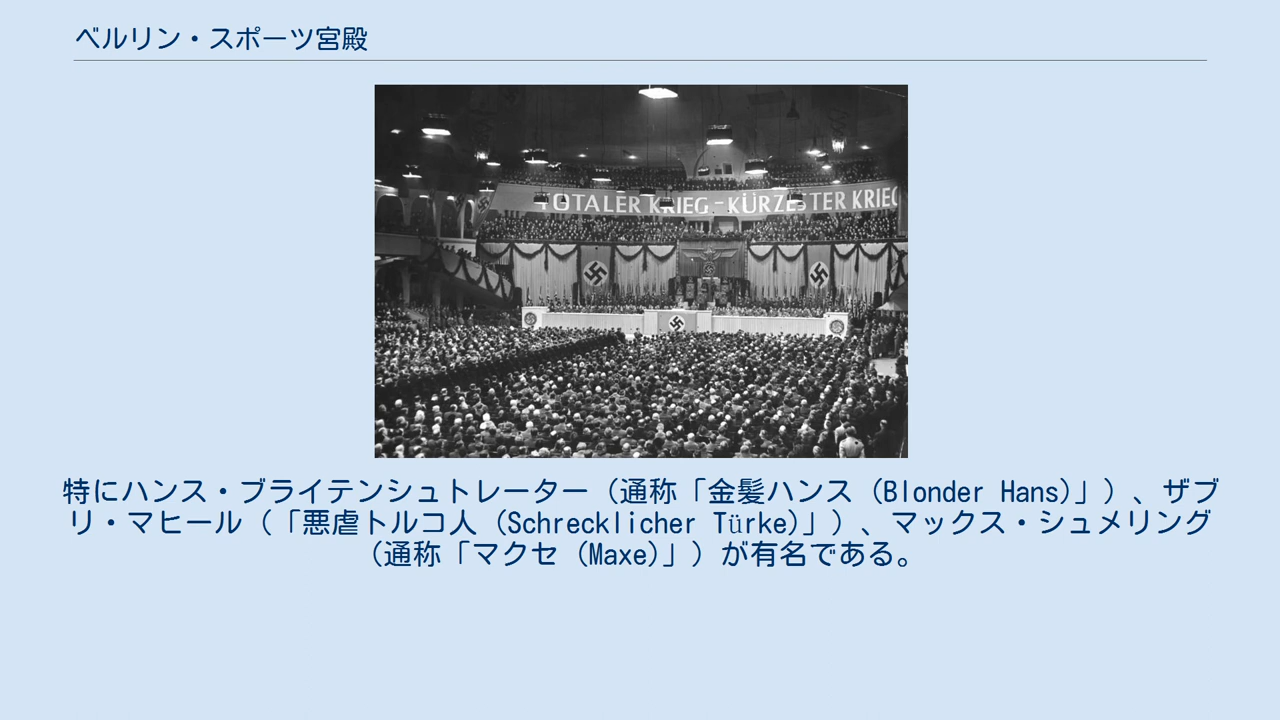 ベルリン・スポーツ宮殿
TOTALER KRIEG - KÜRZESTER KRIEG
特にハンス・ブライテンシュトレーター（通称「金髪ハンス（Blonder Hans)」）、ザブ
リ・マヒール（「悪虐トルコ人（Schrecklicher Türke)」）、マックス・シュメリング
（通称「マクセ（Maxe)」）が有名である。